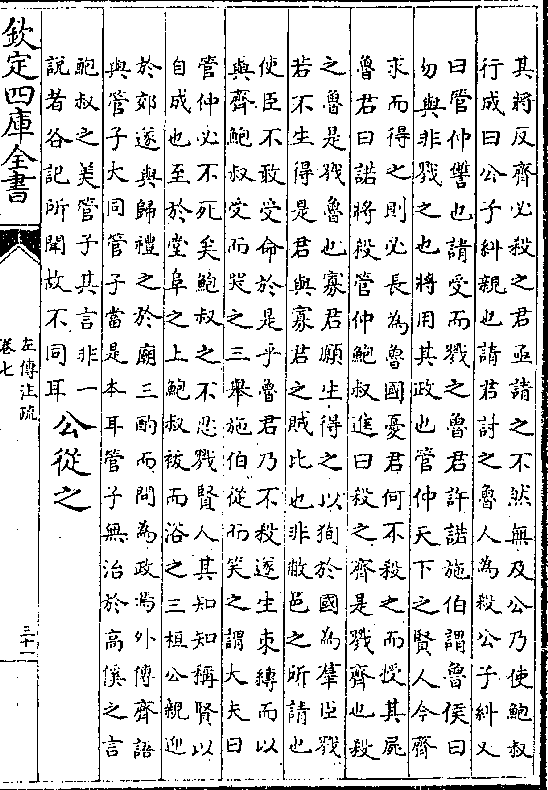 其將反齊必殺之君亟請之不然無及公乃使鮑叔
行成曰公子糾親也請君討之魯人為殺公子糾又
曰管仲讐也請受而戮之魯君許諾施伯謂魯侯曰
勿與非戮之也將用其政也管仲天下之賢人今齊
求而得之則必長為魯國憂君何不殺之而授其屍
魯君曰諾將殺管仲鮑叔進曰殺之齊是戮齊也殺
之魯是戮魯也寡君願生得之以狥於國為羣臣戮
若不生得是君與寡君之賊比也非敝邑之所請也
使臣不敢受命於是乎魯君乃不殺遂生束縛而以
與齊鮑叔受而哭之三舉施伯從而笑之謂大夫曰
管仲必不死矣鮑叔之不忍戮賢人其知知稱賢以
自成也至於堂阜之上鮑叔袚而浴之三桓公親迎
於郊遂與歸禮之於廟三酌而問為政焉外傳齊語
與管子大同管子當是本耳管子無治於高傒之言
鮑叔之美管子其言非一
說者各記所聞故不同耳
公從之
欽定四庫全書
左傳注疏
卷七
三十一